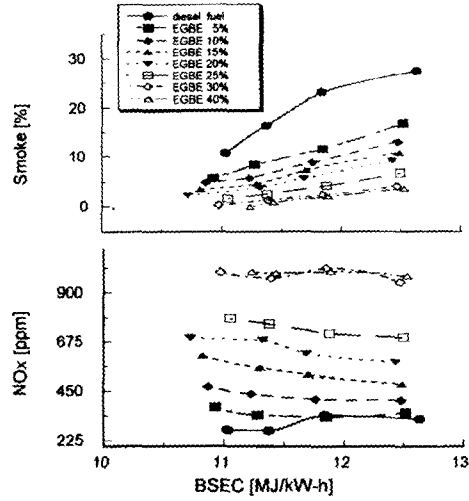 diesel fuel
EGBE 5%
EGBE 10%
EGBE 15%
EGBE 20%
EGBE 25%
EGBE 30%
EGBE 40%
30
20
10
0
Smoke [%]
900
675
450
225
NOx [ppm]
10
11
12
13
BSEC [MJ/kW-h]